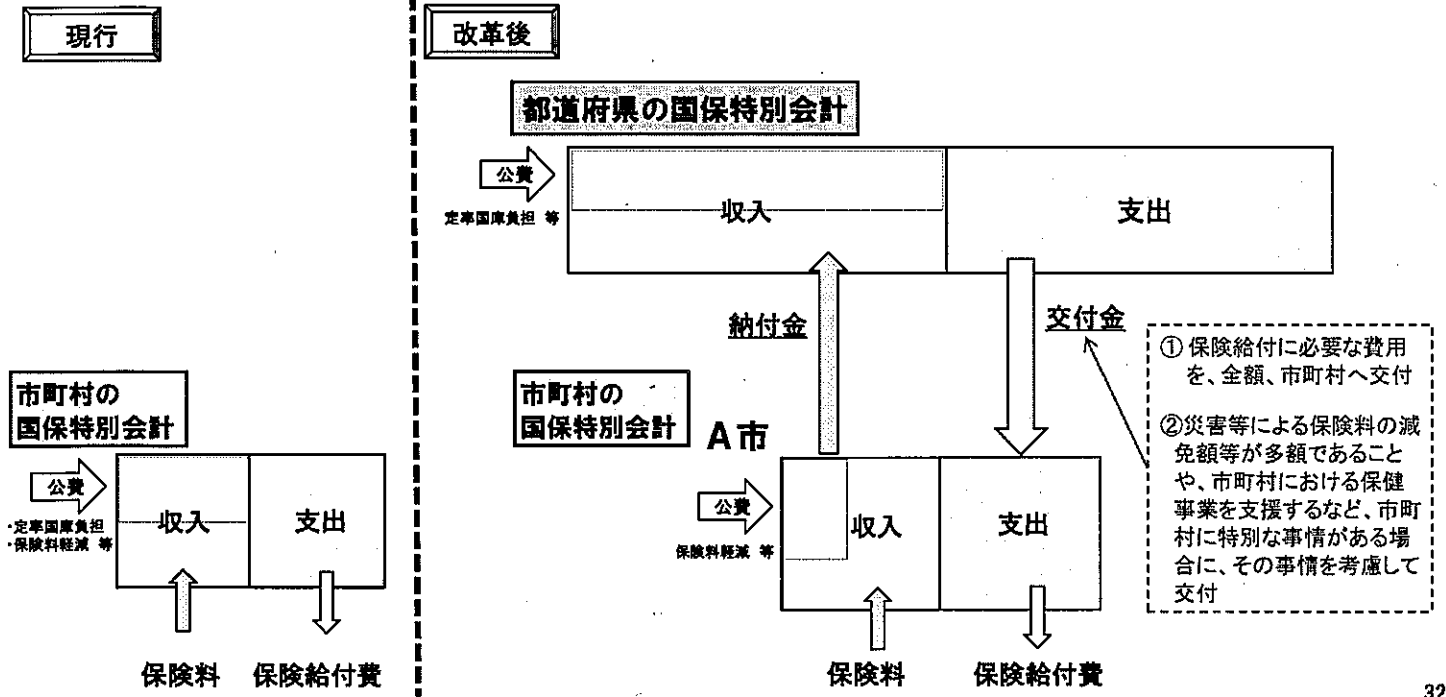 現行
市町村の
国保特別会計
公費
・定率国庫負担
・保険料軽減 等
収入
支出
保険料
保険給付費
改革後
都道府県の国保特別会計
公費
定率国庫負担 等
収入
支出
納付金
交付金
市町村の
国保特別会計
A市
公費
保険料軽減 等
収入
支出
保険料
保険給付費
① 保険給付に必要な費用
を、全額、市町村へ交付
②災害等による保険料の減
免額等が多額であること
や、市町村における保健
事業を支援するなど、市町
村に特別な事情がある場
合に、その事情を考慮して
交付
32